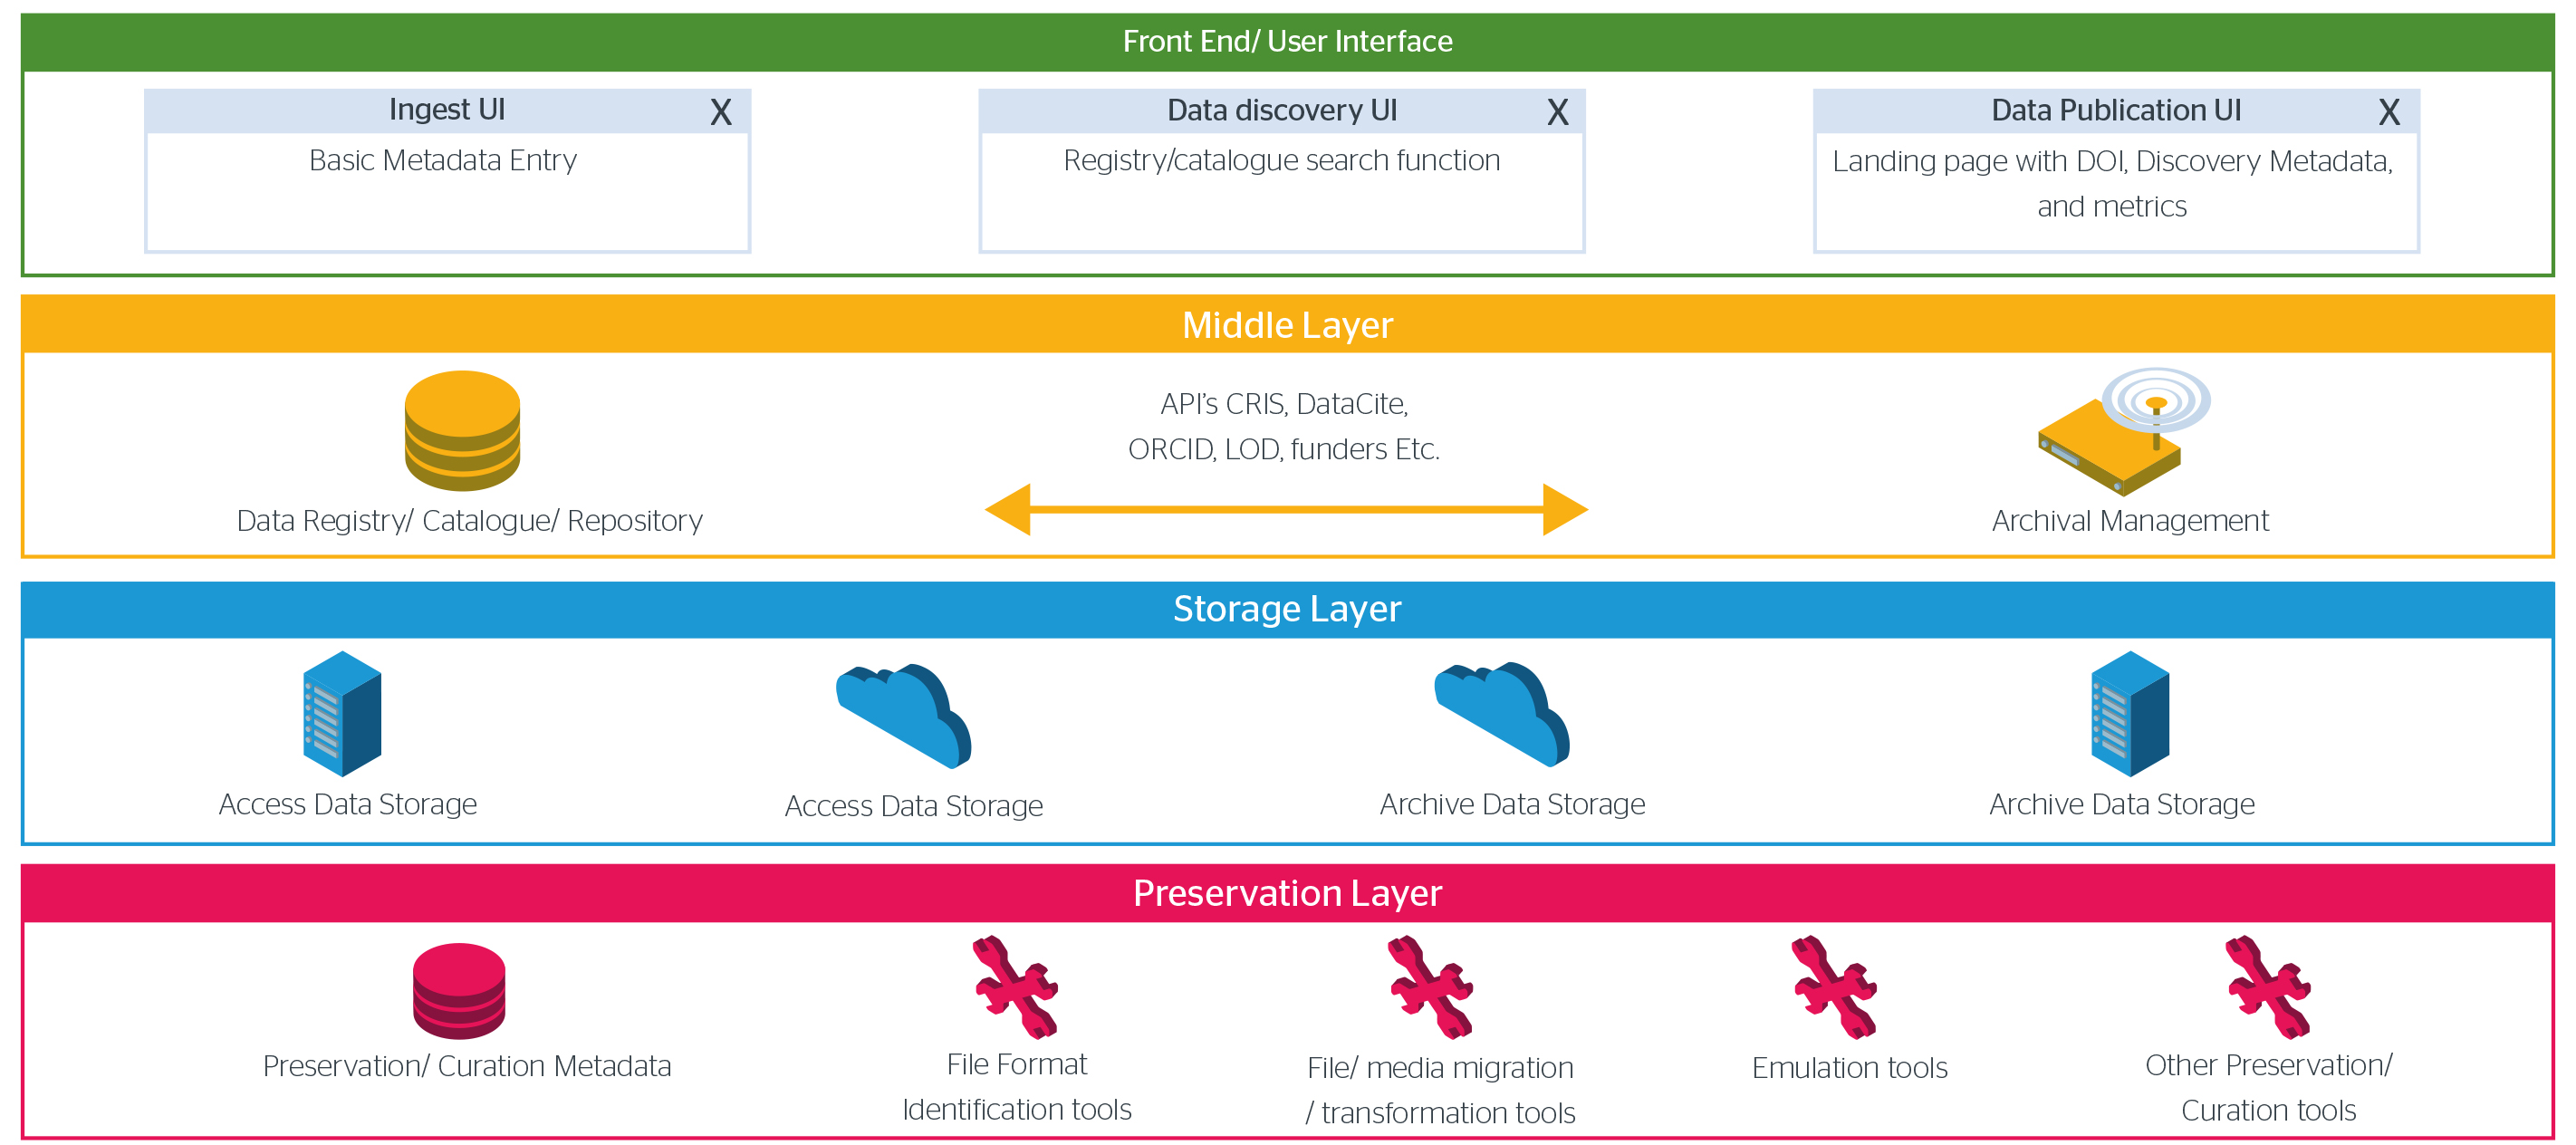 Front End/ User Interface
Ingest UI X
Basic Metadata Entry
Data discovery UI X
Registry/catalogue search function
Data Publication UI X
Landing page with DOI, Discovery Metadata,
and metrics
Middle Layer
Data Registry/ Catalogue/ Repository
API's CRIS, DataCite,
ORCID, LOD, funders Etc.
Archival Management
Storage Layer
Access Data Storage
Access Data Storage
Archive Data Storage
Archive Data Storage
Preservation Layer
Preservation/ Curation Metadata
File Format
Identification tools
File/ media migration
/ transformation tools
Emulation tools
Other Preservation/
Curation tools